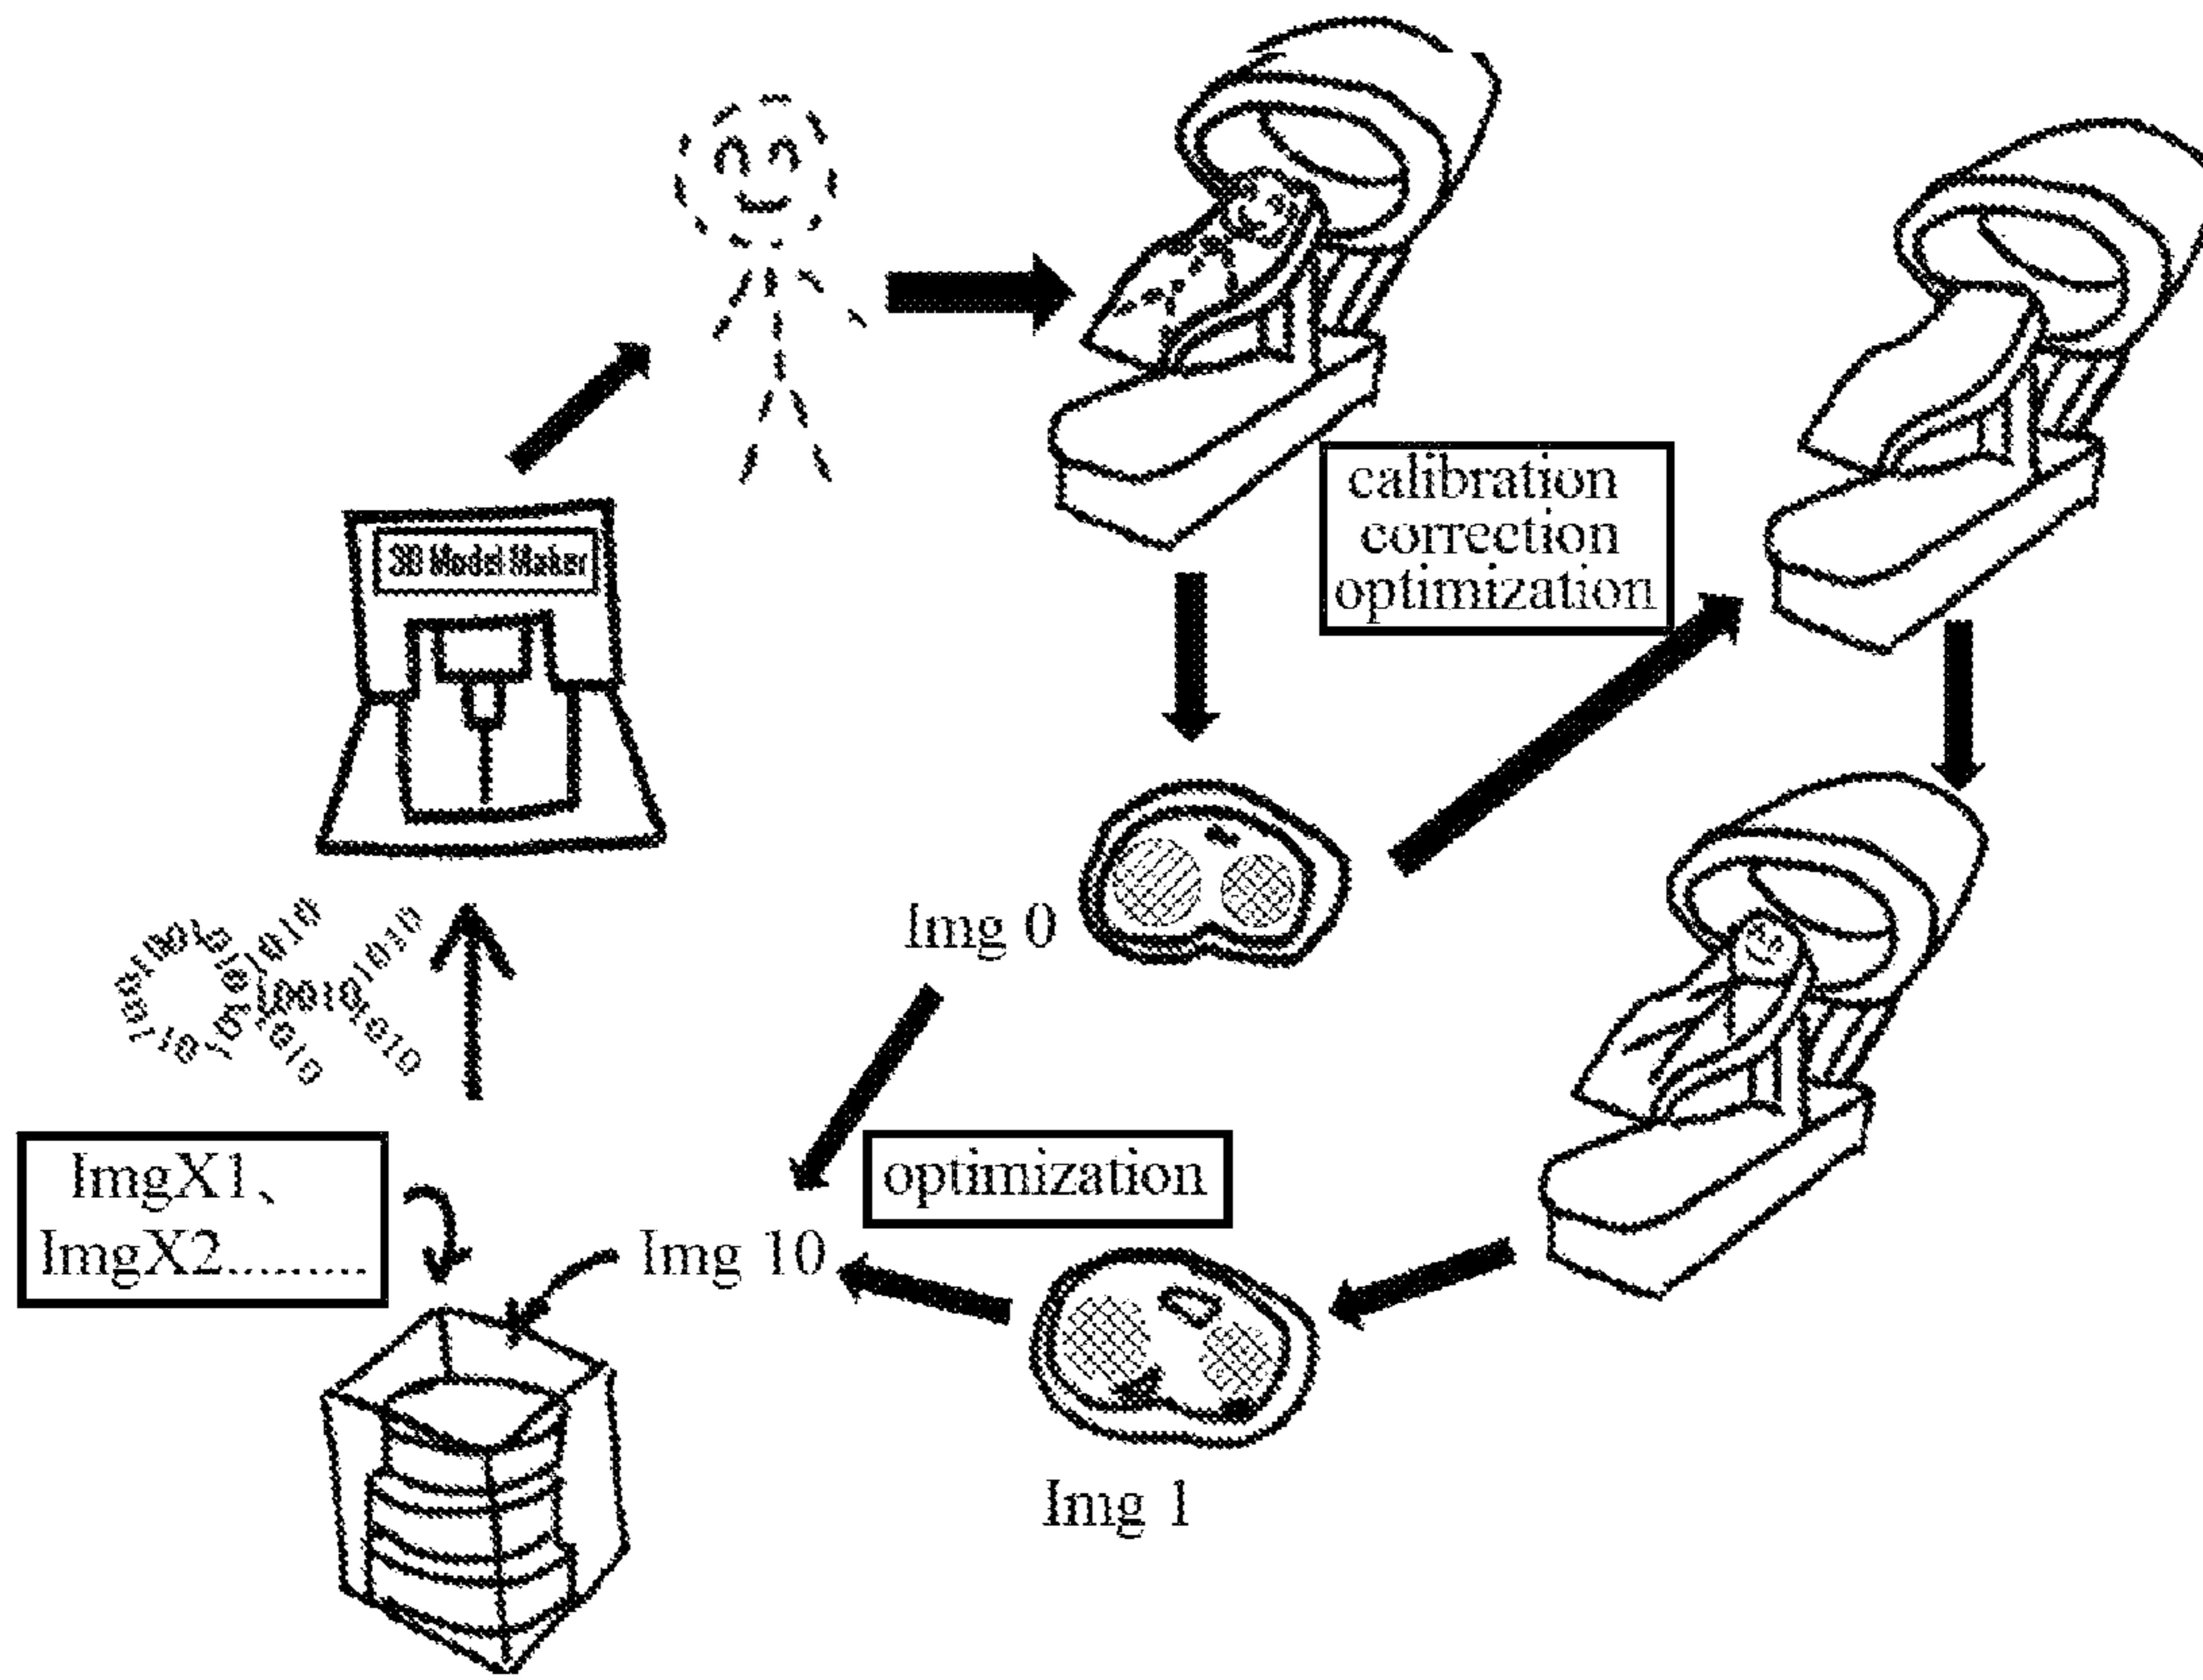 calibration
correction
optimization
3D Model Maker
Img 0
ImgX1、
ImgX2.........
optimization
Img 10
Img 1